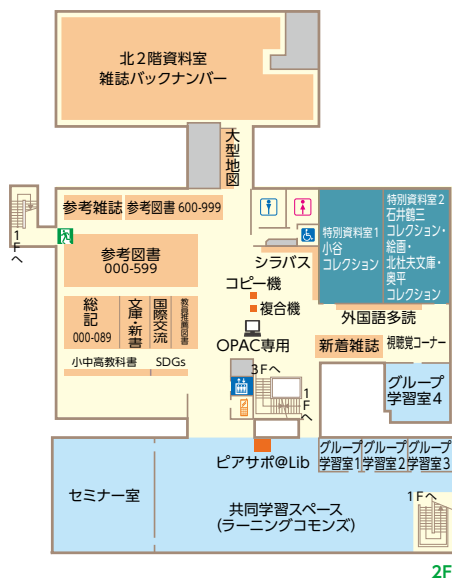 北2階資料室
雑誌バックナンバー
大型地図
参考雑誌
参考図書 600-999
1Fへ
参考図書
000-599
特別資料室1
小谷
コレクション
特別資料室2
石井鶴三
コレクション・
絵画・
北杜夫文庫・
奥平
コレクション
シラバス
コピー機
複合機
総記
000-089
文庫・新書
国際交流
教員推薦図書
外国語多読
OPAC専用
新着雑誌
視聴覚コーナー
小中高教科書
SDGs
3Fへ
1Fへ
グループ
学習室4
ピアサポ@Lib
グループ
学習室1
グループ
学習室2
グループ
学習室3
セミナー室
共同学習スペース
(ラーニングコモンズ)
1Fへ
2F